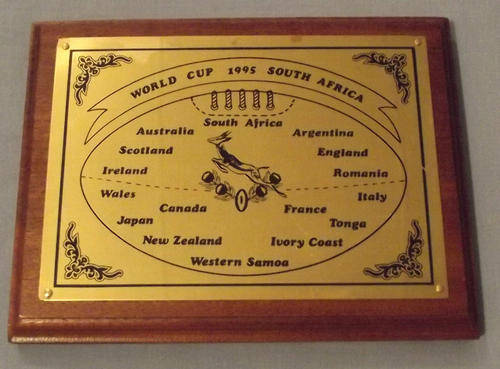 WORLD CUP 1995 SOUTH AFRICA
South Africa
Australia Argentina
Scotland England
Ireland Romania
Wales Italy
Canada France
Japan Tonga
New Zealand Ivory Coast
Western Samoa